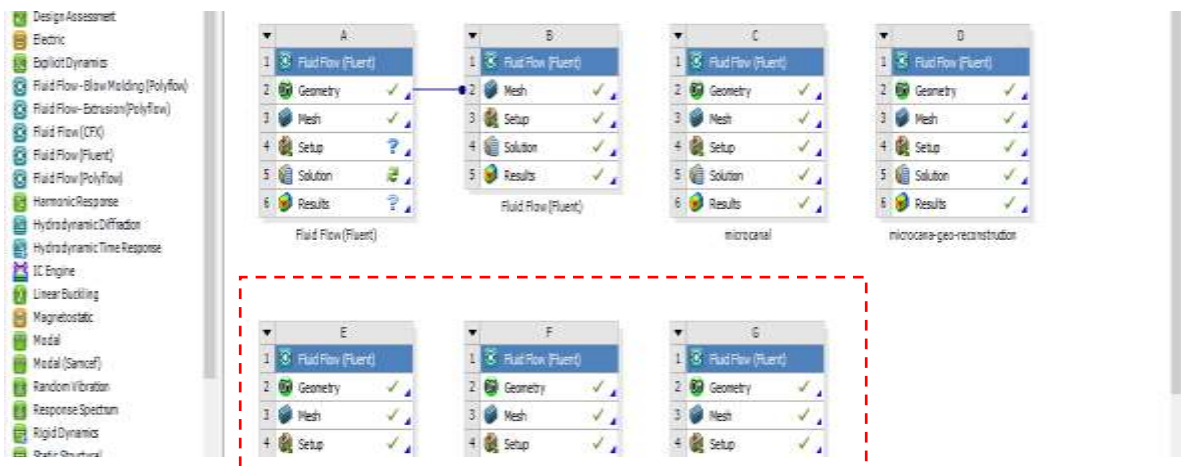 Design Assessment
Electric
Explicit Dynamics
Fluid Flow-Blow Molding (Polyflow)
Fluid Flow-Extrusion (Polyflow)
Fluid Flow (CFX)
Fluid Flow (Fluent)
Fluid Flow (Polyflow)
Harmonic Response
Hydrodynamic Diffraction
Hydrodynamic Time Response
IC Engine
Linear Buckling
Magnetostatic
Modal
Modal (Samcef)
Random Vibration
Response Spectrum
Rigid Dynamics
Static Structural
A
1 Fluid Flow (Fluent)
2 Geometry
3 Mesh
4 Setup ?
5 Solution
6 Results ?
Fluid Flow (Fluent)
B
1 Fluid Flow (Fluent)
2 Mesh
3 Setup
4 Solution
5 Results
Fluid Flow (Fluent)
C
1 Fluid Flow (Fluent)
2 Geometry
3 Mesh
4 Setup
5 Solution
6 Results
microcanal
D
1 Fluid Flow (Fluent)
2 Geometry
3 Mesh
4 Setup
5 Solution
6 Results
microcana-geo-reconstrution
E
1 Fluid Flow (Fluent)
2 Geometry
3 Mesh
4 Setup
F
1 Fluid Flow (Fluent)
2 Geometry
3 Mesh
4 Setup
G
1 Fluid Flow (Fluent)
2 Geometry
3 Mesh
4 Setup